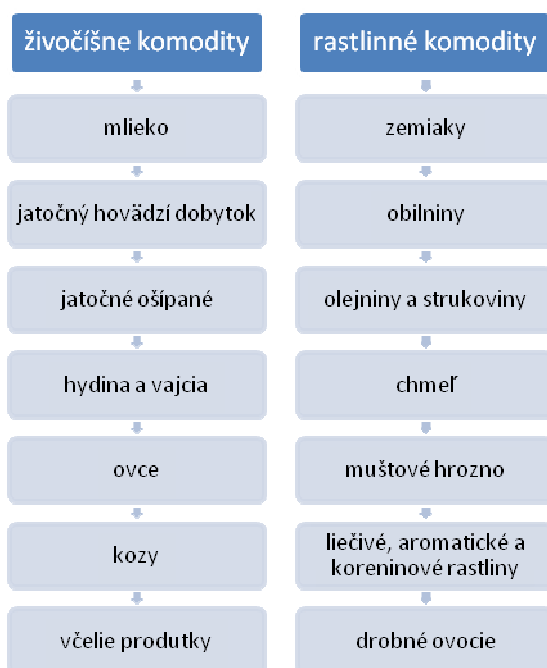 živočíšne komodity
mlieko
jatočný hovädzí dobytok
jatočné ošípané
hydina a vajcia
ovce
kozy
včelie produtky
rastlinné komodity
zemiaky
obilniny
olejniny a strukoviny
chmeľ
muštové hrozno
liečivé, aromatické a
koreninové rastliny
drobné ovocie